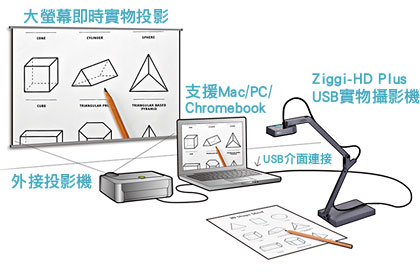 大螢幕即時實物投影
CONE
CYLINDER
SPHERE
CUBE
TRIANGULAR BASED
PYRAMID
支援Mac/PC/
Chromebook
Ziggi-HD Plus
USB實物攝影機
USB介面連接
外接投影機